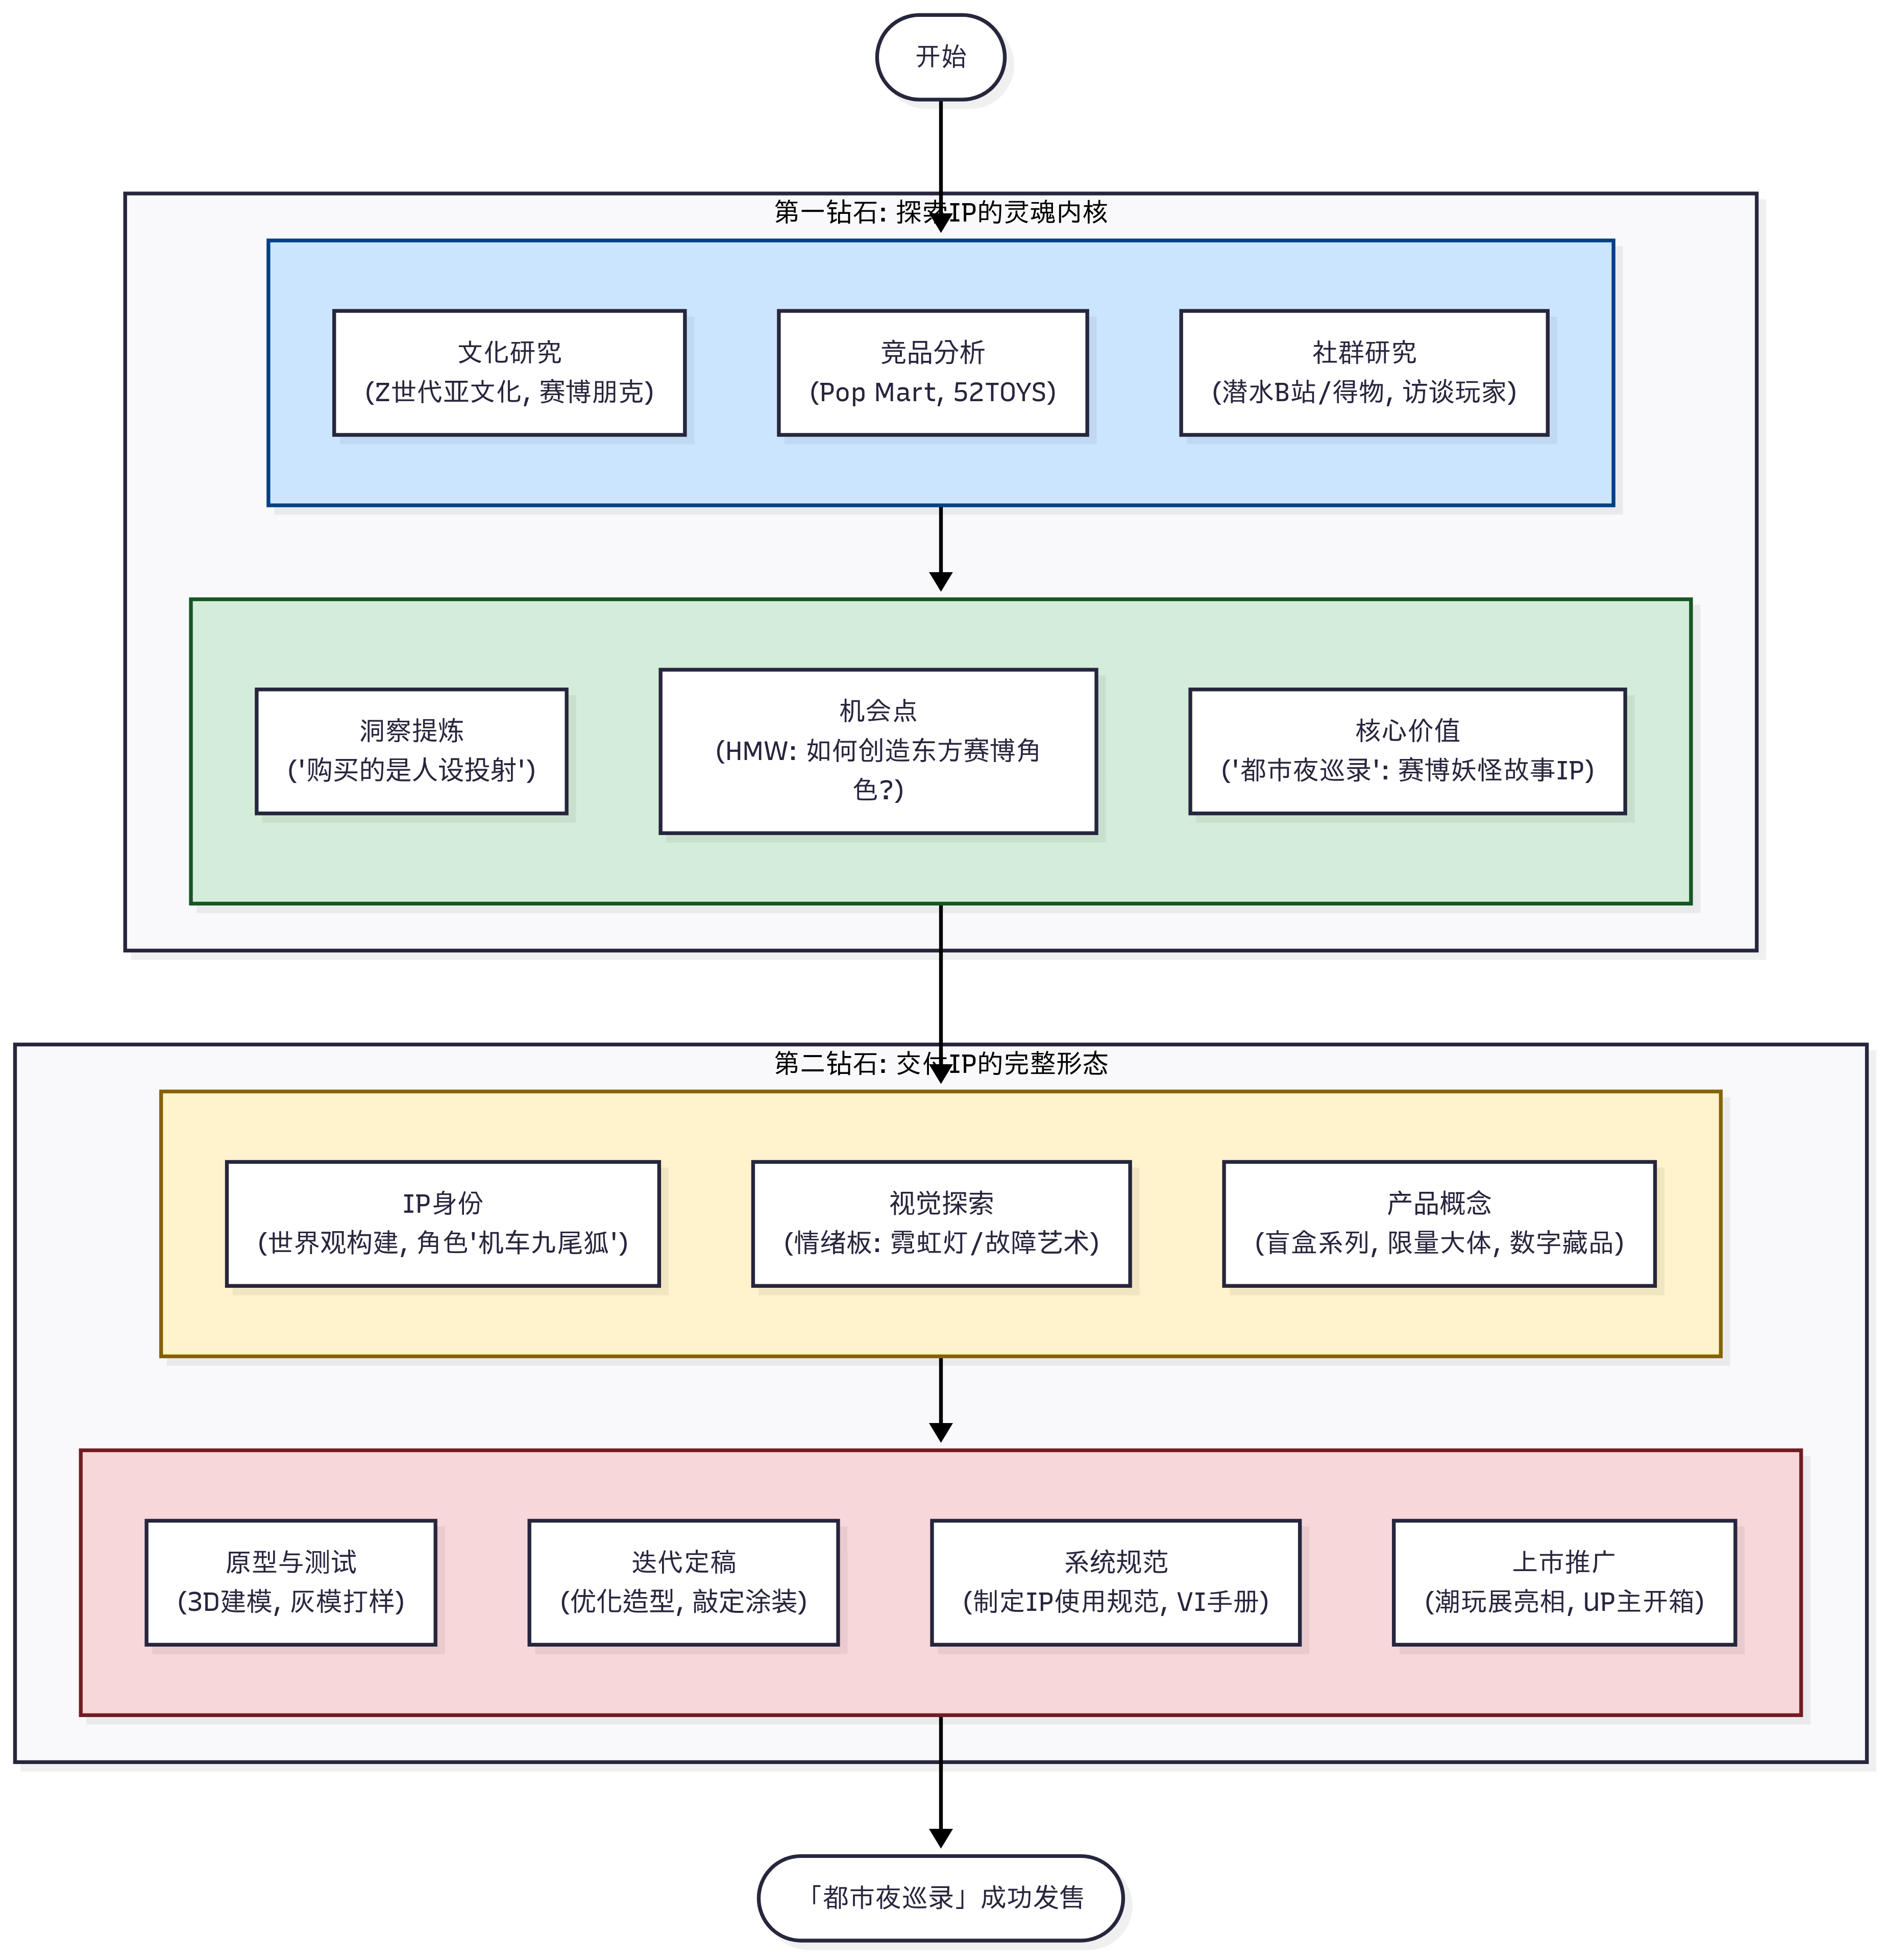 开始
第一钻石: 探索IP的灵魂内核
文化研究
(Z世代亚文化, 赛博朋克)
竞品分析
(Pop Mart, 52TOYS)
社群研究
(潜水B站/得物, 访谈玩家)
洞察提炼
('购买的是人设投射')
机会点
(HMW: 如何创造东方赛博角
色?)
核心价值
('都市夜巡录': 赛博妖怪故事IP)
第二钻石: 交付IP的完整形态
IP身份
(世界观构建, 角色'机车九尾狐')
视觉探索
(情绪板: 霓虹灯/故障艺术)
产品概念
(盲盒系列, 限量大体, 数字藏品)
原型与测试
(3D建模, 灰模打样)
迭代定稿
(优化造型, 敲定涂装)
系统规范
(制定IP使用规范, VI手册)
上市推广
(潮玩展亮相, UP主开箱)
「都市夜巡录」成功发售